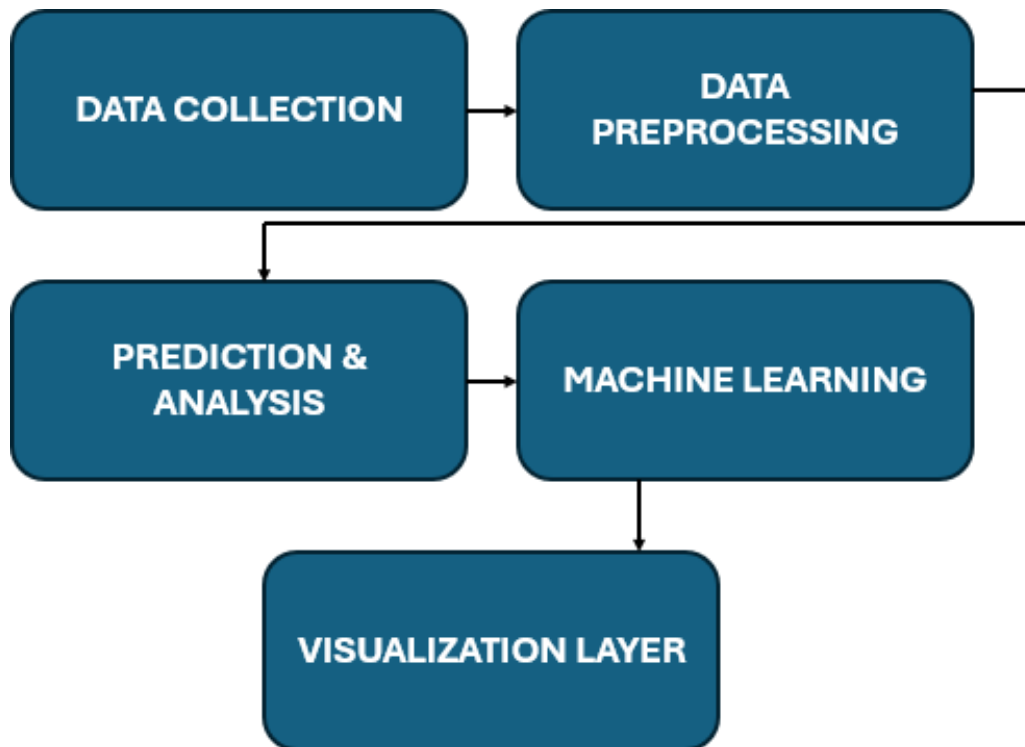 DATA COLLECTION
DATA
PREPROCESSING
PREDICTION &
ANALYSIS
MACHINE LEARNING
VISUALIZATION LAYER